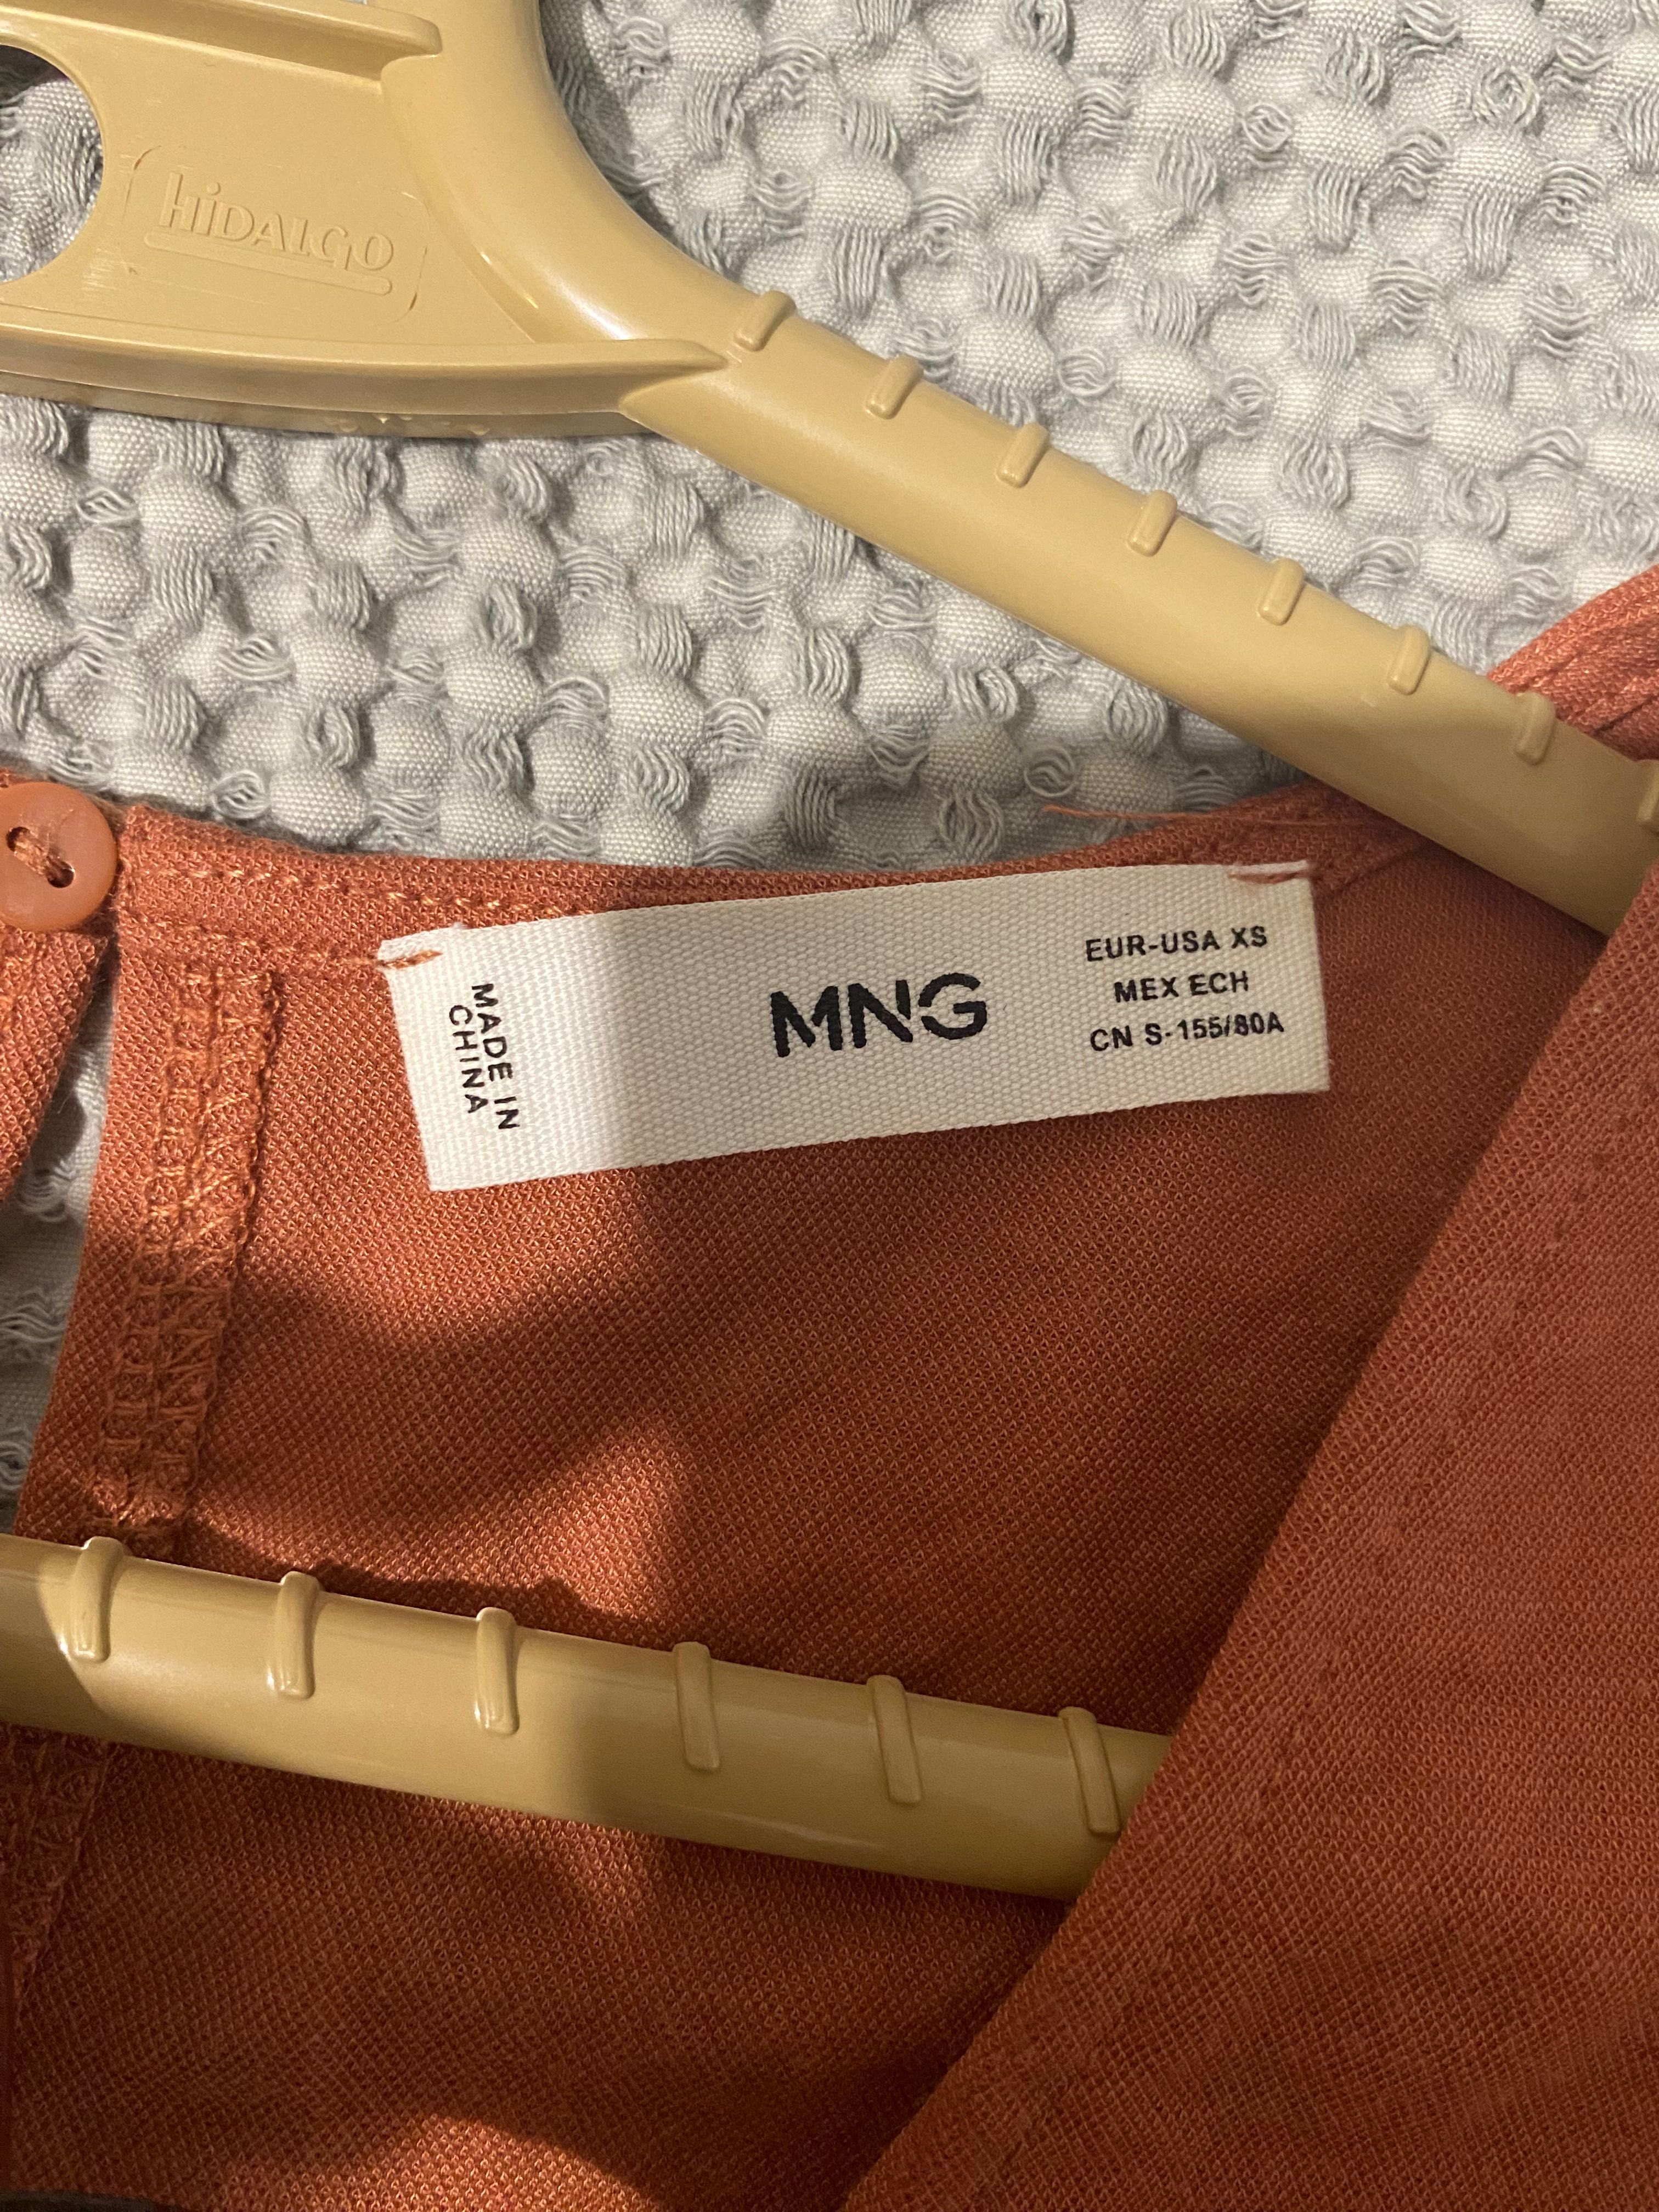 hiDALGO
MADE IN
CHINA
MNG
EUR-USA XS
MEX ECH
CN S-155/80A